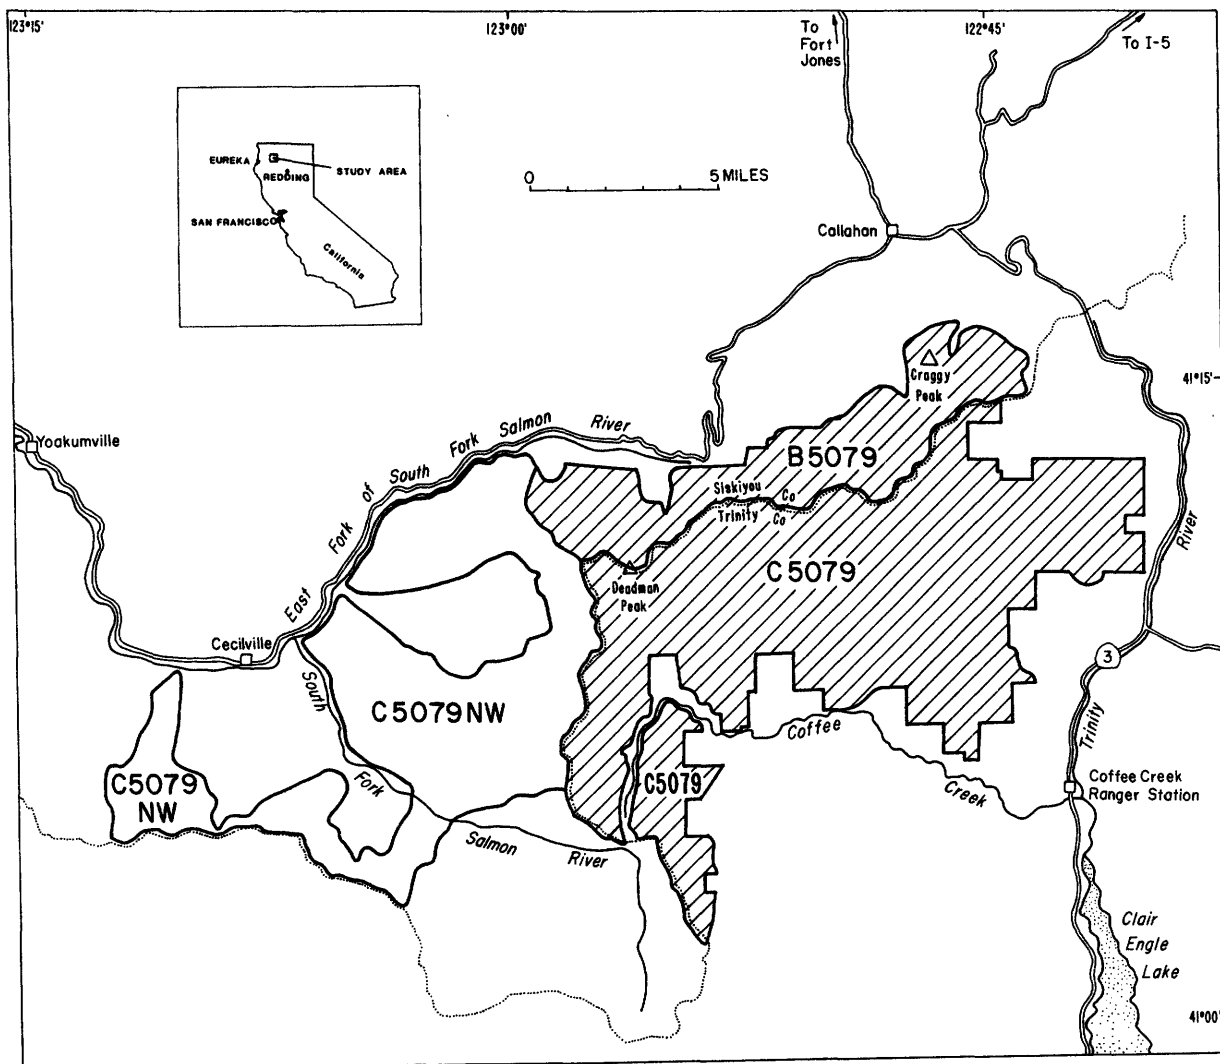 123°15'
123°00'
122°45'
To
Fort
Jones
To I-5
EUREKA
REDDING
STUDY AREA
SAN FRANCISCO
California
0
5 MILES
Callahan
41°15'
Craggy
Peak
Yoakumville
East Fork of South Fork Salmon River
B5079
Siskiyou Co
Trinity Co
C5079
Deadman
Peak
River
Cecilville
South
3
C5079NW
Trinity
Coffee
C5079
NW
Fork
C5079
Creek
Coffee Creek
Ranger Station
Salmon River
Clair
Engle
Lake
41°00'